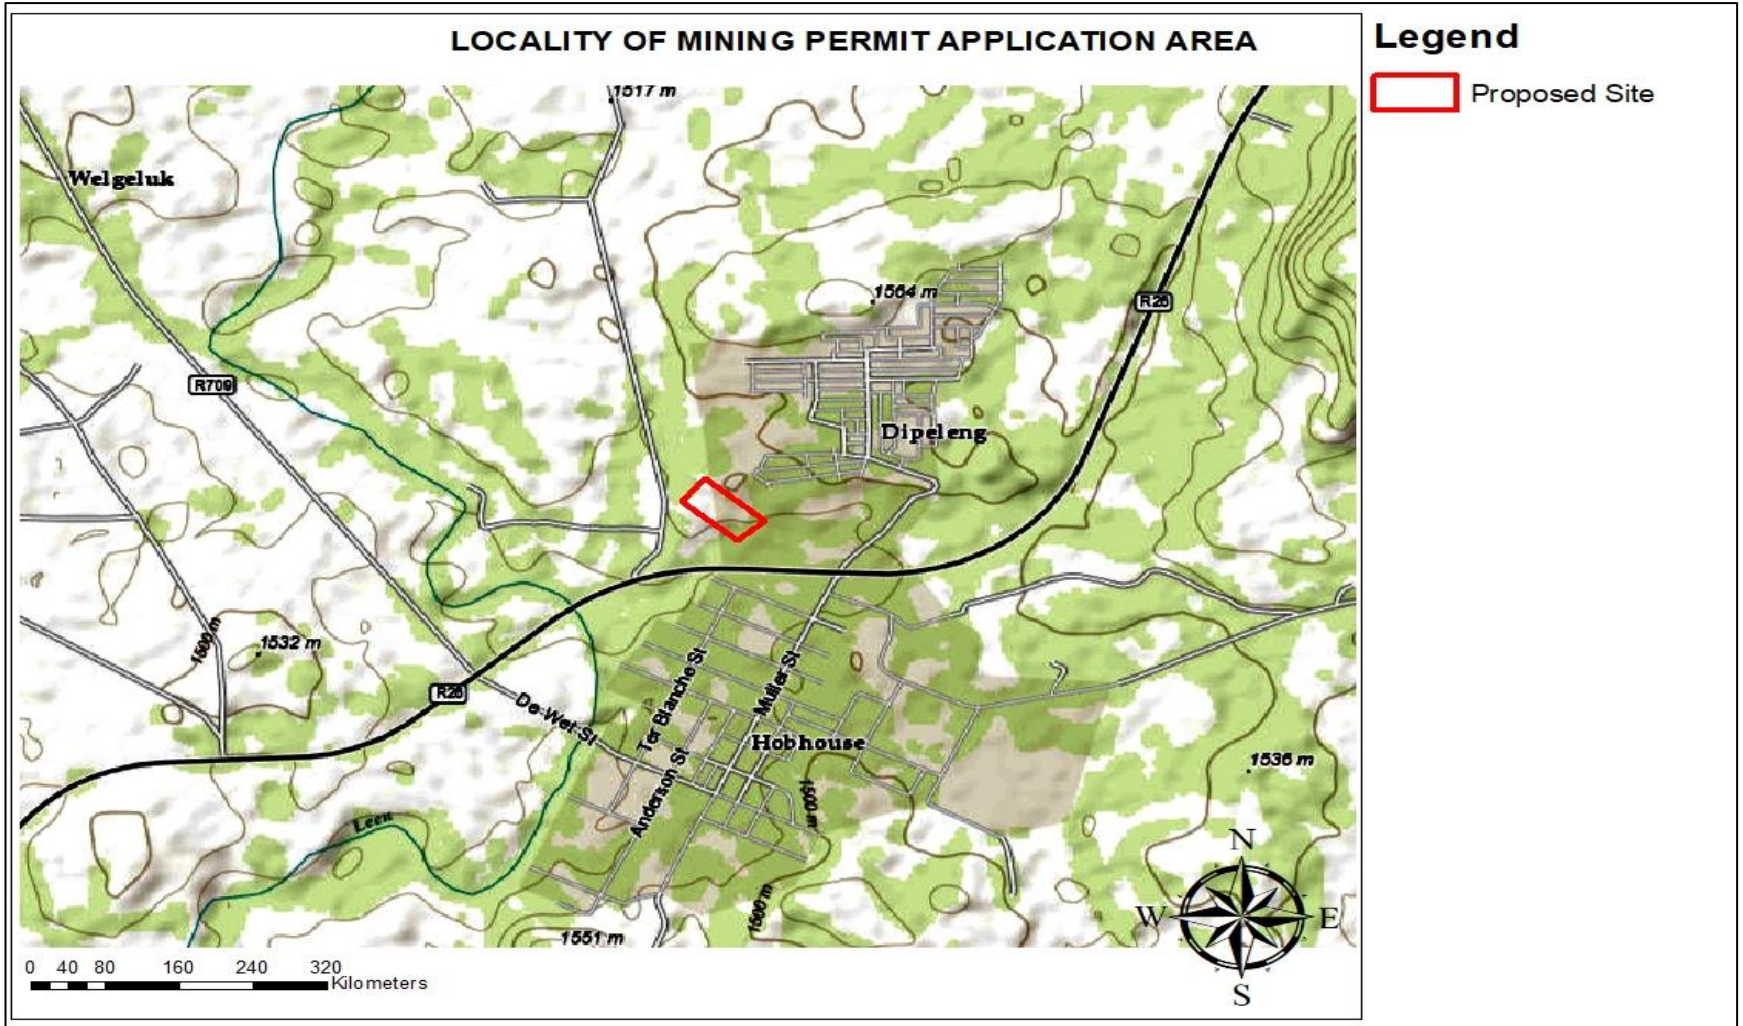 LOCALITY OF MINING PERMIT APPLICATION AREA
Legend
Proposed Site
1517 m
Welgeluk
1564 m
R26
R709
Dipeleng
1500 m
1532 m
R26
De Wet St
Ter Blanche St
Muller St
Hobhouse
Anderson St
1500 m
1536 m
Leeu
1500 m
1551 m
N
W
E
S
0 40 80 160 240 320
Kilometers